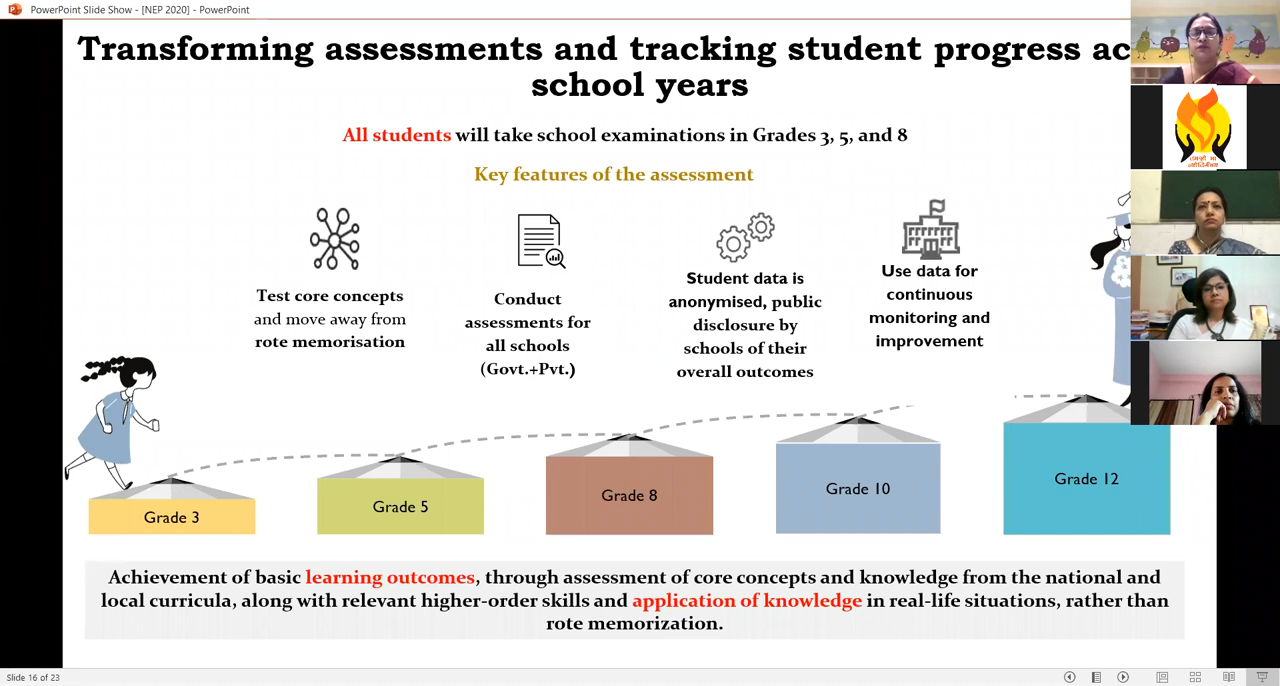 PowerPoint Slide Show - [NEP 2020] - PowerPoint
Transforming assessments and tracking student progress ac
school years
All students will take school examinations in Grades 3, 5, and 8
Key features of the assessment
Test core concepts
and move away from
rote memorisation
Conduct
assessments for
all schools
(Govt.+Pvt.)
Student data is
anonymised, public
disclosure by
schools of their
overall outcomes
Use data for
continuous
monitoring and
improvement
Grade 3
Grade 5
Grade 8
Grade 10
Grade 12
Achievement of basic learning outcomes, through assessment of core concepts and knowledge from the national and
local curricula, along with relevant higher-order skills and application of knowledge in real-life situations, rather than
rote memorization.
तमसो मा
ज्योतिर्गमय
Slide 16 of 23